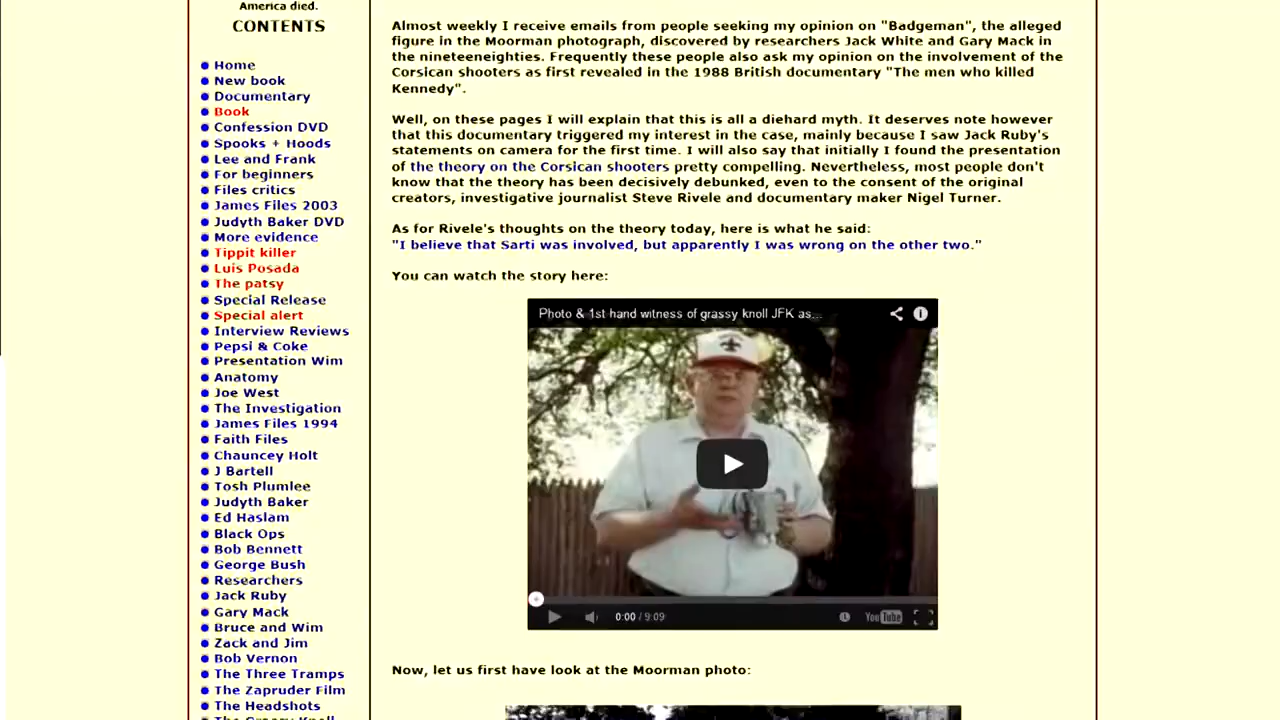 America died.
CONTENTS
Home
New book
Documentary
Book
Confession DVD
Spooks + Hoods
Lee and Frank
For beginners
Files critics
James Files 2003
Judyth Baker DVD
More evidence
Tippit killer
Luis Posada
The patsy
Special Release
Special alert
Interview Reviews
Pepsi & Coke
Presentation Wim
Anatomy
Joe West
The Investigation
James Files 1994
Faith Files
Chauncey Holt
J Bartell
Tosh Plumlee
Judyth Baker
Ed Haslam
Black Ops
Bob Bennett
George Bush
Researchers
Jack Ruby
Gary Mack
Bruce and Wim
Zack and Jim
Bob Vernon
The Three Tramps
The Zapruder Film
The Headshots
The Grassy Knoll
Almost weekly I receive emails from people seeking my opinion on "Badgeman", the alleged
figure in the Moorman photograph, discovered by researchers Jack White and Gary Mack in
the nineteeneighties. Frequently these people also ask my opinion on the involvement of the
Corsican shooters as first revealed in the 1988 British documentary "The men who killed
Kennedy".
Well, on these pages I will explain that this is all a diehard myth. It deserves note however
that this documentary triggered my interest in the case, mainly because I saw Jack Ruby's
statements on camera for the first time. I will also say that initially I found the presentation
of the theory on the Corsican shooters pretty compelling. Nevertheless, most people don't
know that the theory has been decisively debunked, even to the consent of the original
creators, investigative journalist Steve Rivele and documentary maker Nigel Turner.
As for Rivele's thoughts on the theory today, here is what he said:
"I believe that Sarti was involved, but apparently I was wrong on the other two."
You can watch the story here:
Photo & 1st hand witness of grassy knoll JFK as...
0:00 / 9:09
YouTube
Now, let us first have look at the Moorman photo: